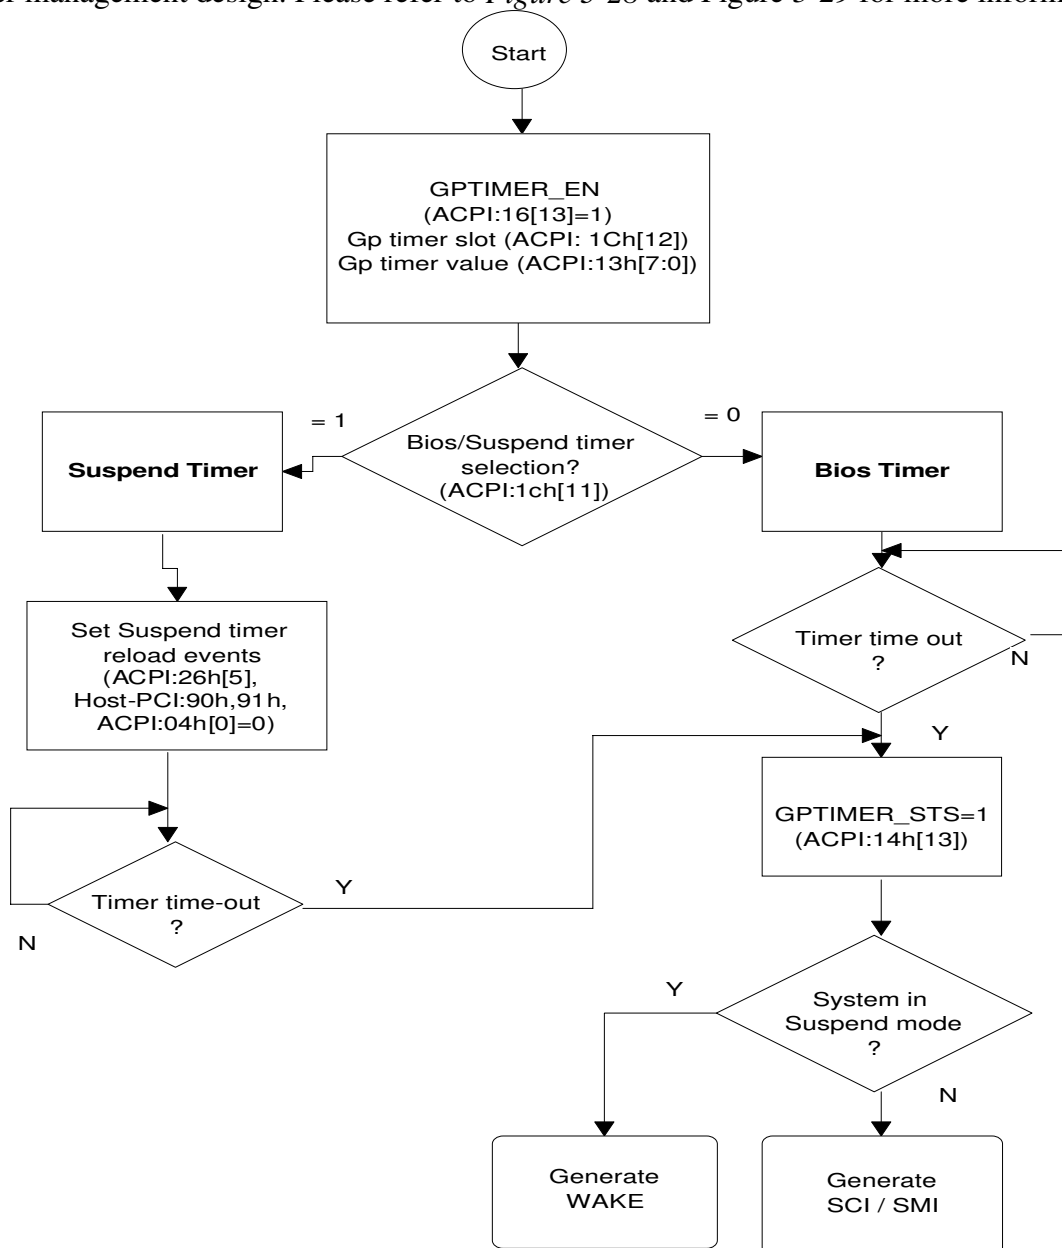 er management design. Please refer to Figure 3-28 and Figure 3-29 for more inform
Start
GPTIMER_EN
(ACPI:16[13]=1)
Gp timer slot (ACPI: 1Ch[12])
Gp timer value (ACPI:13h[7:0])
= 1
= 0
Bios/Suspend timer
selection?
(ACPI:1ch[11])
Suspend Timer
Bios Timer
Set Suspend timer
reload events
(ACPI:26h[5],
Host-PCI:90h,91h,
ACPI:04h[0]=0)
Timer time out
?
N
Y
GPTIMER_STS=1
(ACPI:14h[13])
Timer time-out
?
Y
N
System in
Suspend mode
?
Y
N
Generate
WAKE
Generate
SCI / SMI